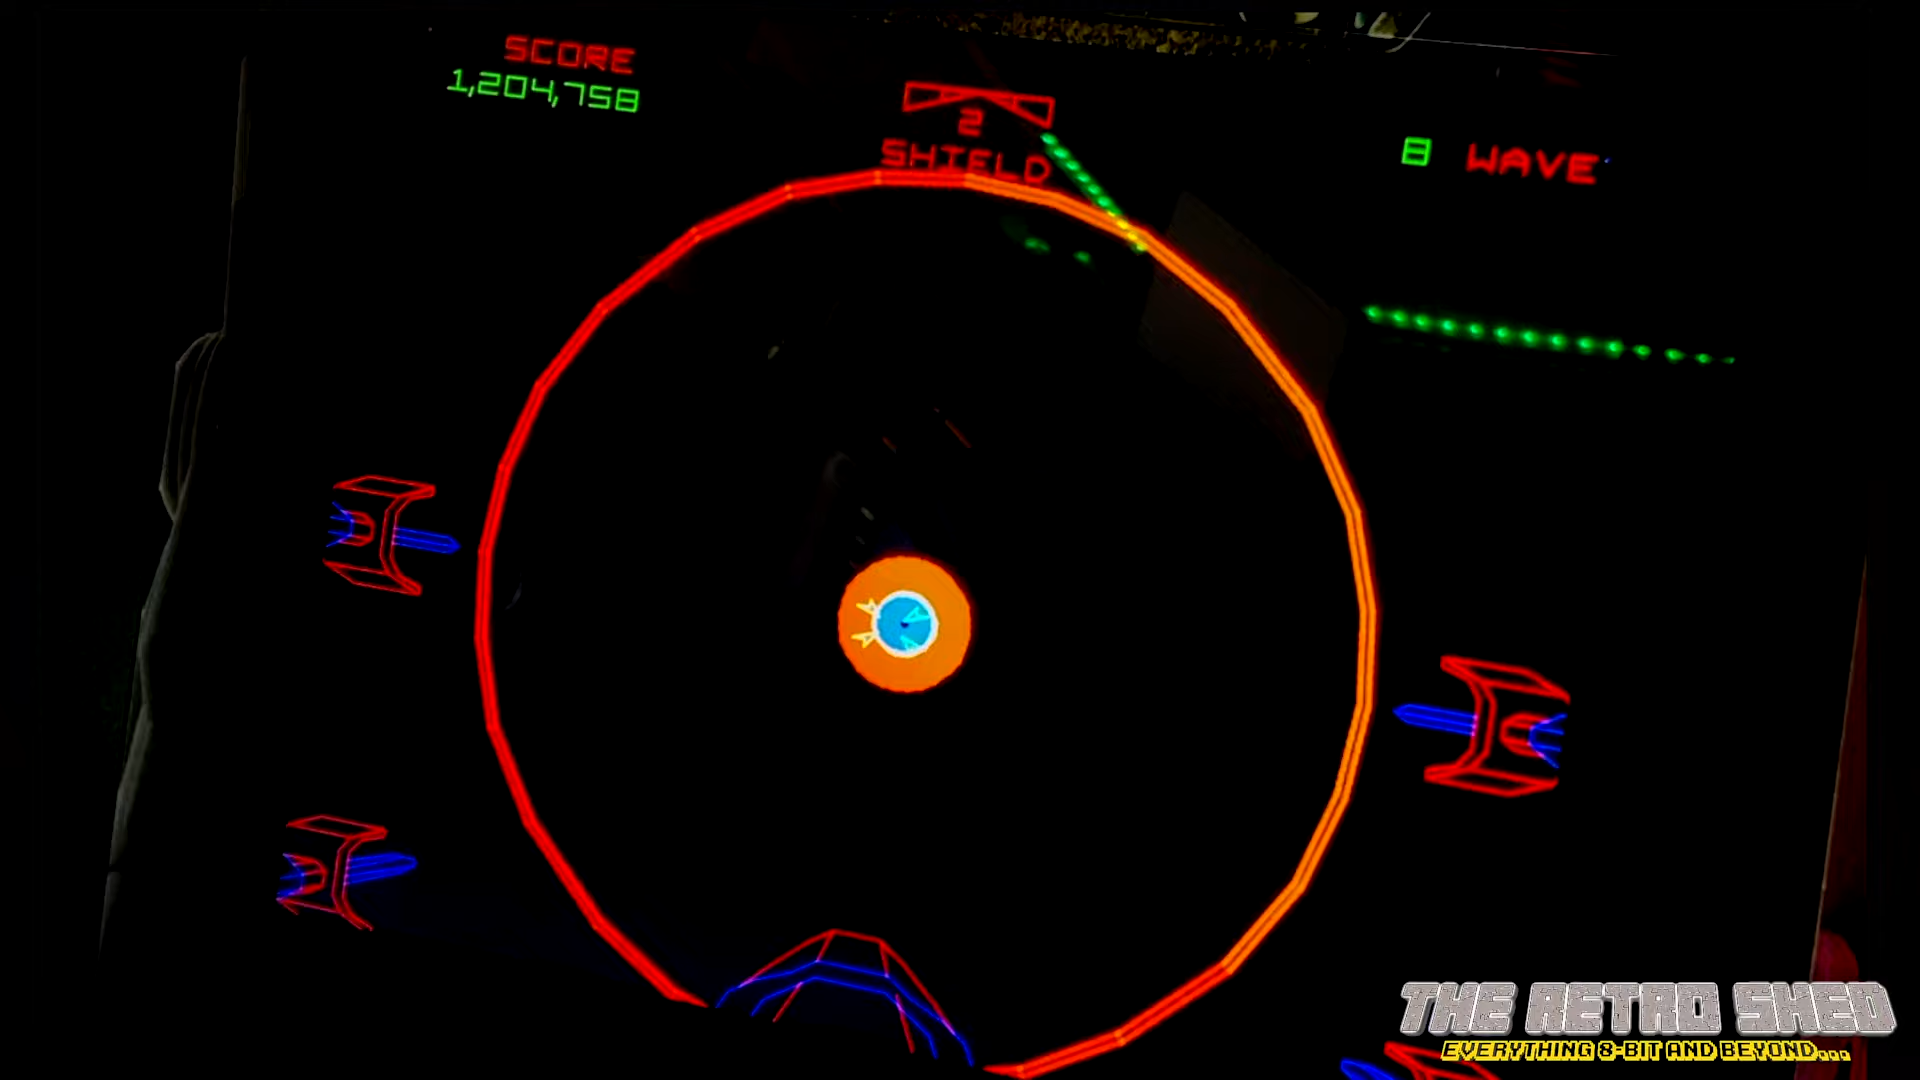 SCORE
1,204,758
2
SHIELD
8 WAVE
THE RETRO SHED
EVERYTHING 8-BIT AND BEYOND...